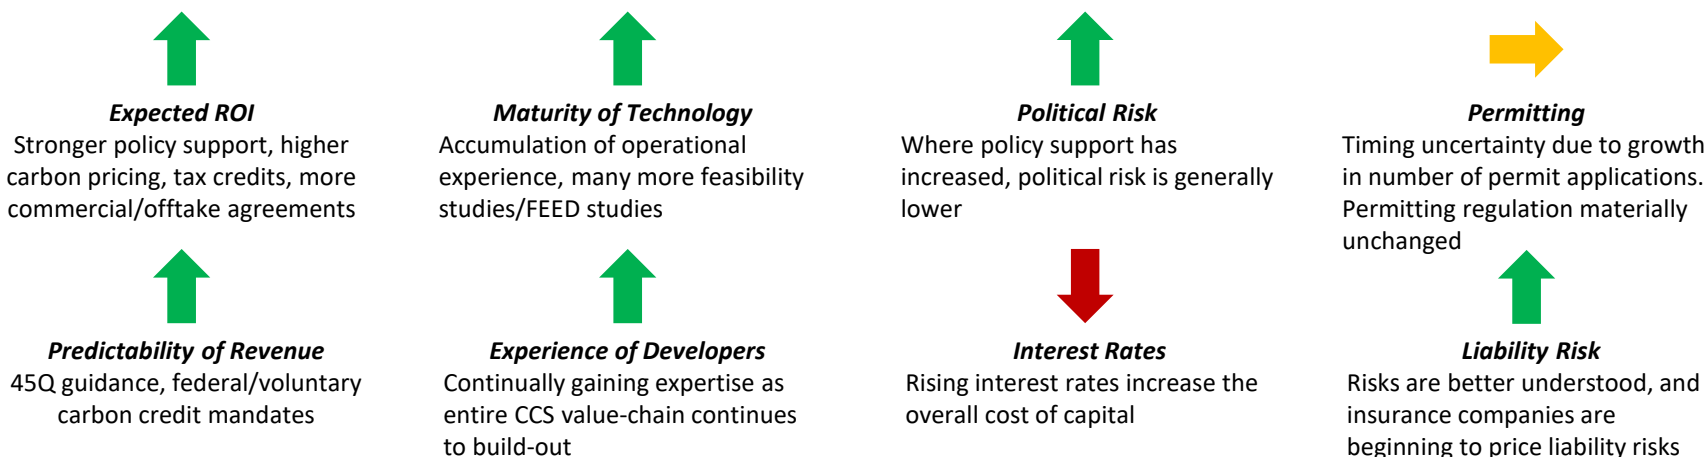 Expected ROI
Stronger policy support, higher
carbon pricing, tax credits, more
commercial/offtake agreements
Maturity of Technology
Accumulation of operational
experience, many more feasibility
studies/FEED studies
Political Risk
Where policy support has
increased, political risk is generally
lower
Permitting
Timing uncertainty due to growth
in number of permit applications.
Permitting regulation materially
unchanged
Predictability of Revenue
45Q guidance, federal/voluntary
carbon credit mandates
Experience of Developers
Continually gaining expertise as
entire CCS value-chain continues
to build-out
Interest Rates
Rising interest rates increase the
overall cost of capital
Liability Risk
Risks are better understood, and
insurance companies are
beginning to price liability risks